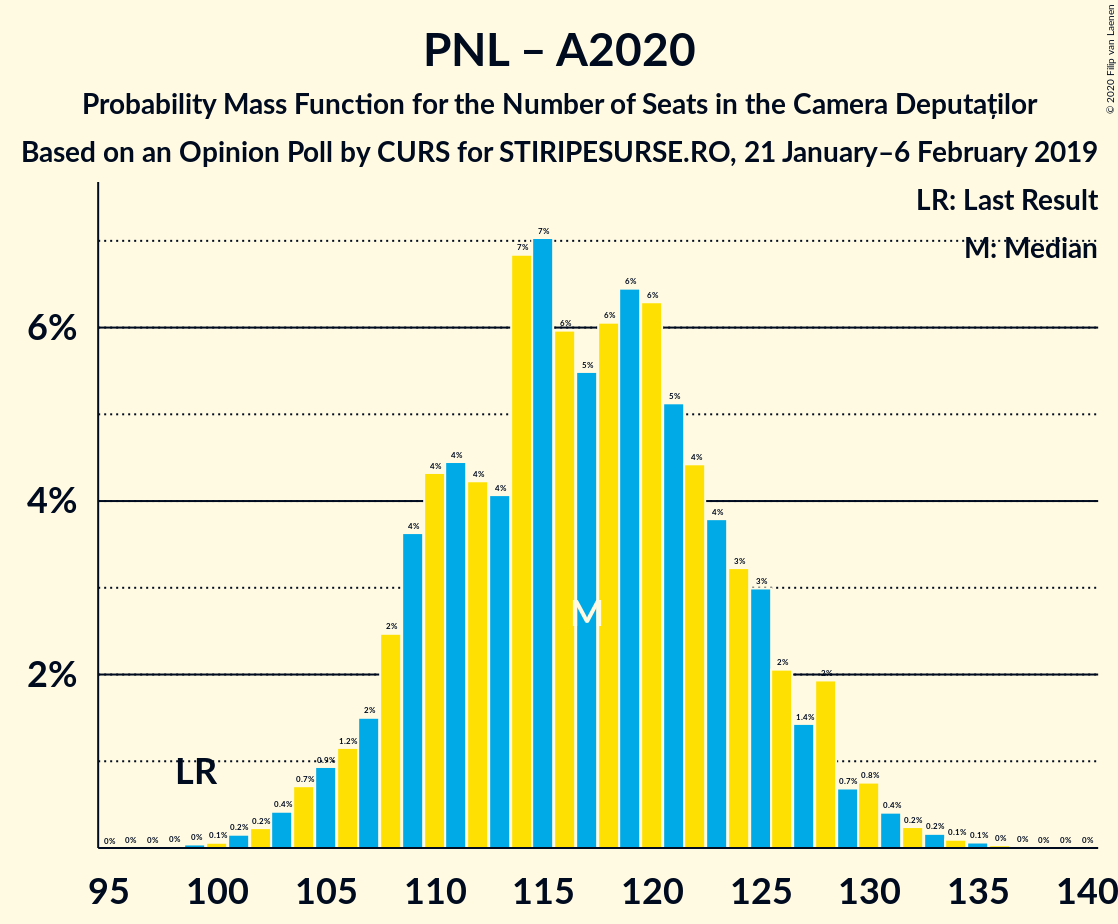 PNL – A2020
Probability Mass Function for the Number of Seats in the Camera Deputaților
Based on an Opinion Poll by CURS for STIRIPESURSE.RO, 21 January–6 February 2019
© 2020 Filip van Laenen
LR: Last Result
M: Median
6%
4%
2%
0% 0% 0% 0% 0% 0.1% 0.2% 0.2% 0.4% 0.7% 0.9% 1.2% 2% 2% 4% 4% 4% 4% 4% 7% 7% 6% 5% 6% 6% 6% 5% 4% 4% 3% 3% 2% 1.4% 2% 0.7% 0.8% 0.4% 0.2% 0.2% 0.1% 0.1% 0% 0% 0% 0% 0%
M
LR
95 100 105 110 115 120 125 130 135 140